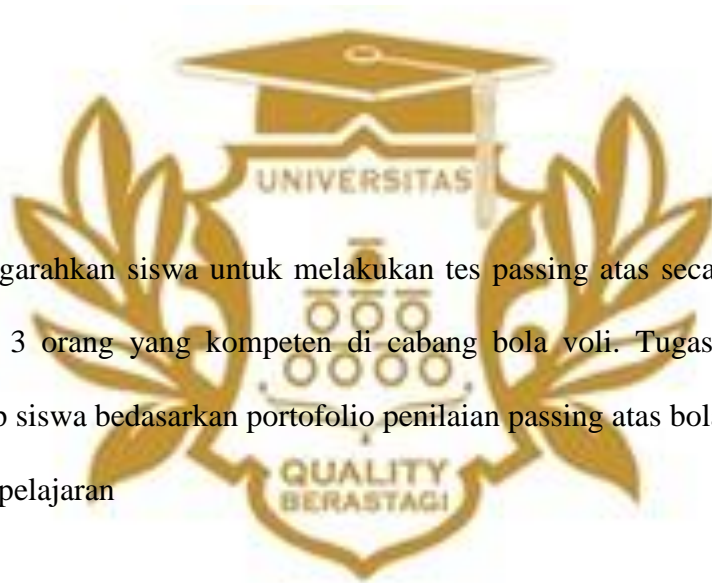 UNIVERSITAS
garahkan siswa untuk melakukan tes passing atas seca
3 orang yang kompeten di cabang bola voli. Tugas
p siswa bedasarkan portofolio penilaian passing atas bola
pelajaran
QUALITY
BERASTAGI